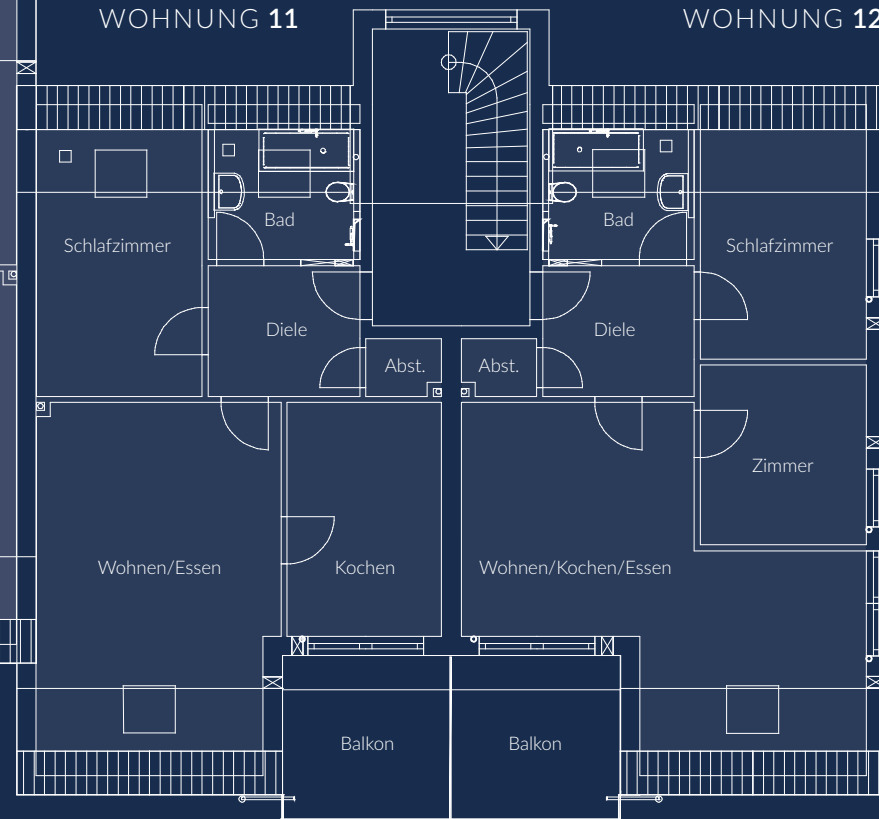 WOHNUNG 11
WOHNUNG 12
Bad
Bad
Schlafzimmer
Schlafzimmer
Diele
Diele
Abst.
Abst.
Zimmer
Wohnen/Essen
Kochen
Wohnen/Kochen/Essen
Balkon
Balkon